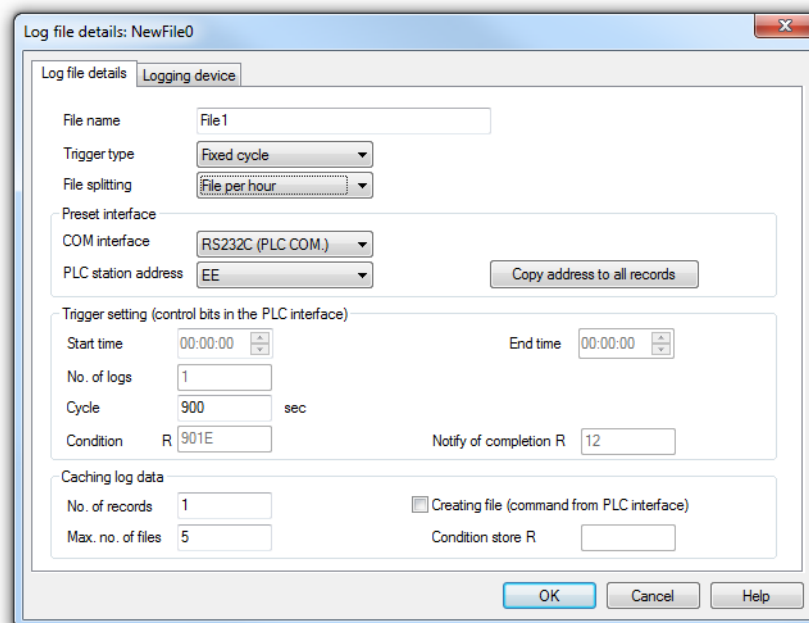 Log file details: NewFile0
Log file details Logging device
File name File1
Trigger type Fixed cycle
File splitting File per hour
Preset interface
COM interface RS232C (PLC COM.)
PLC station address EE Copy address to all records
Trigger setting (control bits in the PLC interface)
Start time 00:00:00 End time 00:00:00
No. of logs 1
Cycle 900 sec
Condition R 901E Notify of completion R 12
Caching log data
No. of records 1 Creating file (command from PLC interface)
Max. no. of files 5 Condition store R
OK Cancel Help